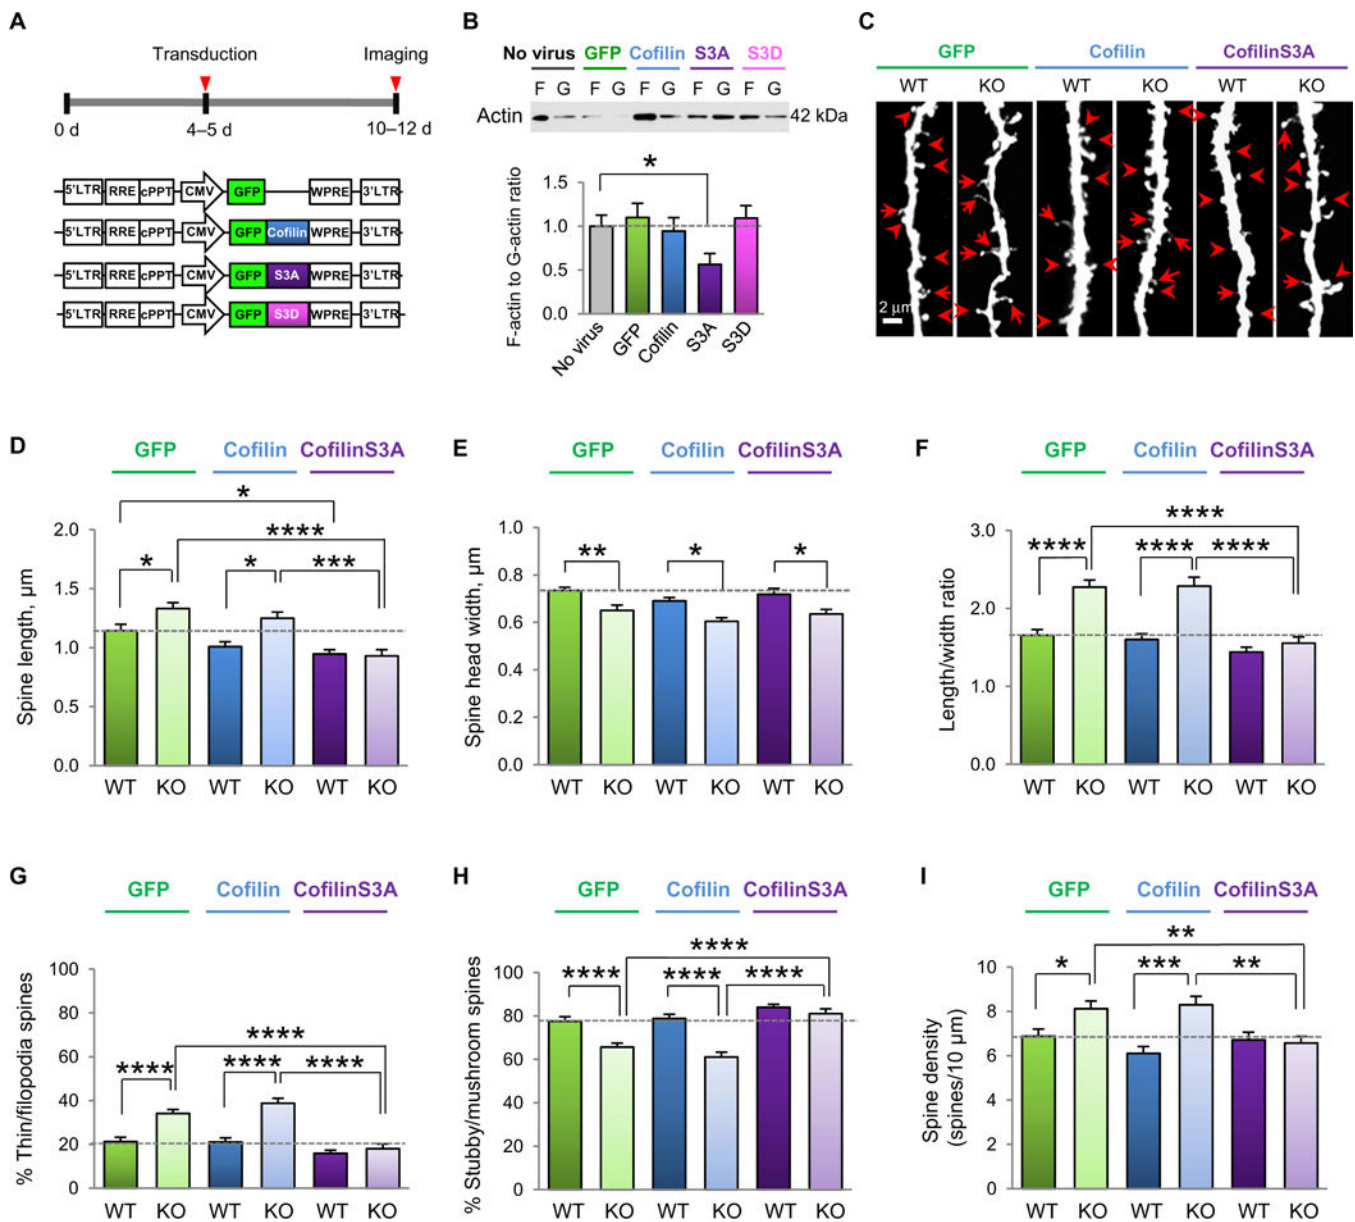 A
Transduction
Imaging
0 d
4–5 d
10–12 d
5'LTR RRE cPPT CMV GFP WPRE 3'LTR
5'LTR RRE cPPT CMV GFP Cofilin WPRE 3'LTR
5'LTR RRE cPPT CMV GFP S3A WPRE 3'LTR
5'LTR RRE cPPT CMV GFP S3D WPRE 3'LTR
B
No virus GFP Cofilin S3A S3D
F G F G F G F G F G
Actin
42 kDa
F-actin to G-actin ratio
1.5
1.0
0.5
0.0
*
No virus
GFP
Cofilin
S3A
S3D
C
GFP Cofilin CofilinS3A
WT KO WT KO WT KO
2 µm
D
GFP Cofilin CofilinS3A
Spine length, µm
2.0
1.5
1.0
0.5
0.0
*
****
* * ***
WT KO WT KO WT KO
E
GFP Cofilin CofilinS3A
Spine head width, µm
1.0
0.8
0.6
0.4
0.2
0.0
** * *
WT KO WT KO WT KO
F
GFP Cofilin CofilinS3A
Length/width ratio
3.0
2.0
1.0
0.0
****
**** **** ****
WT KO WT KO WT KO
G
GFP Cofilin CofilinS3A
% Thin/filopodia spines
100
80
60
40
20
0
****
**** **** ****
WT KO WT KO WT KO
H
GFP Cofilin CofilinS3A
% Stubby/mushroom spines
100
80
60
40
20
0
****
**** **** ****
WT KO WT KO WT KO
I
GFP Cofilin CofilinS3A
Spine density
(spines/10 µm)
10
8
6
4
2
0
**
* *** **
WT KO WT KO WT KO